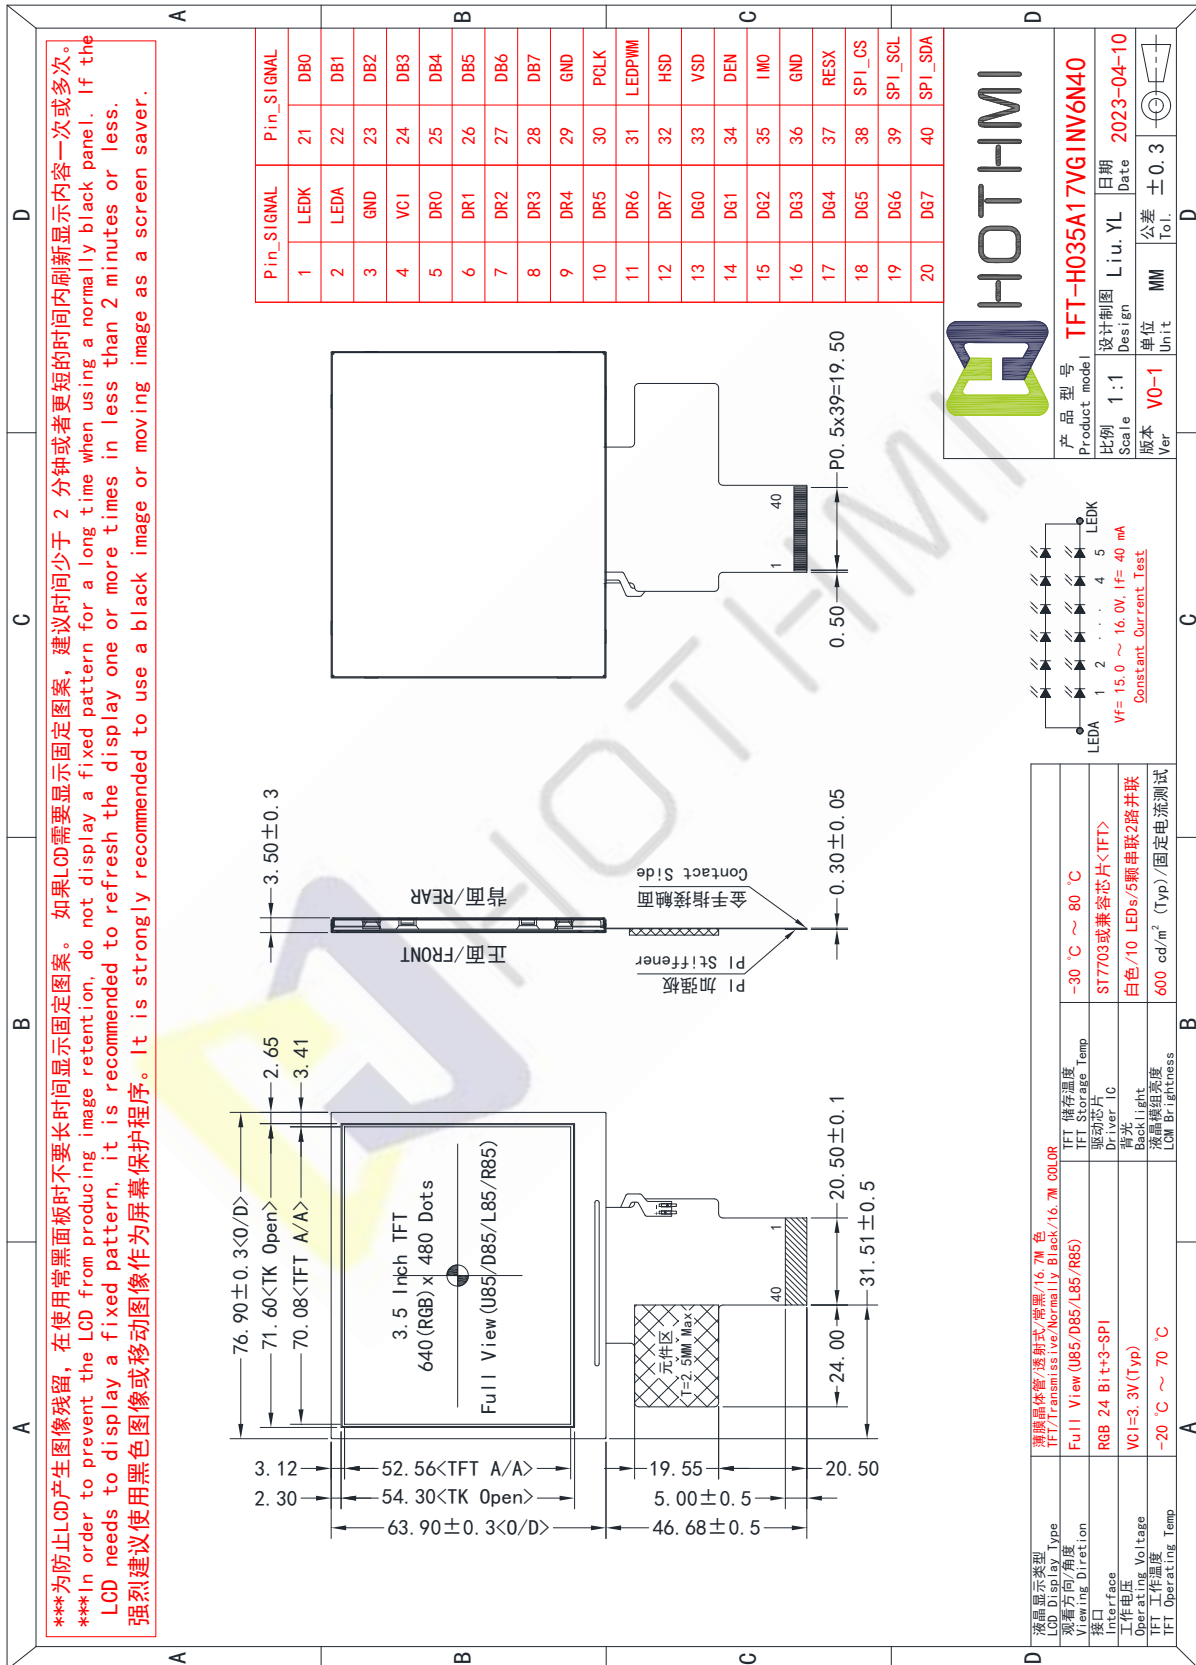 ***为防止LCD产生图像残留，在使用常黑面板时不要长时间显示固定图案。 如果LCD需要显示固定图案，建议时间少于 2 分钟或者更短的时间内刷新显示内容一次或多次。
***In order to prevent the LCD from producing image retention, do not display a fixed pattern for a long time when using a normally black panel. If the
LCD needs to display a fixed pattern, it is recommended to refresh the display one or more times in less than 2 minutes or less.
强烈建议使用黑色图像或移动图像作为屏幕保护程序。It is strongly recommended to use a black image or moving image as a screen saver.
A B C D
A B C D
A B C D
A B C D
76.90±0.3<O/D>
71.60<TK Open>
70.08<TFT A/A>
2.65
3.41
3.12
2.30
52.56<TFT A/A>
54.30<TK Open>
63.90±0.3<O/D>
3.5 Inch TFT
640(RGB) x 480 Dots
Full View(U85/D85/L85/R85)
元件区
T=2.5MM Max
40 1
24.00
20.50±0.1
31.51±0.5
19.55
20.50
5.00±0.5
46.68±0.5
3.50±0.3
背面/REAR
正面/FRONT
金手指接触面
Contact Side
PI 加强板
PI Stiffener
0.30±0.05
1 40
0.50
P0.5x39=19.50
Pin_SIGNAL Pin_SIGNAL
1 LEDK 21 DB0
2 LEDA 22 DB1
3 GND 23 DB2
4 VCI 24 DB3
5 DR0 25 DB4
6 DR1 26 DB5
7 DR2 27 DB6
8 DR3 28 DB7
9 DR4 29 GND
10 DR5 30 PCLK
11 DR6 31 LEDPWM
12 DR7 32 HSD
13 DG0 33 VSD
14 DG1 34 DEN
15 DG2 35 IM0
16 DG3 36 GND
17 DG4 37 RESX
18 DG5 38 SPI_CS
19 DG6 39 SPI_SCL
20 DG7 40 SPI_SDA
LEDA 1 2 . . . 4 5 LEDK
Vf= 15.0 ~ 16.0V, If= 40 mA
Constant Current Test
液晶显示类型
LCD Display Type
薄膜晶体管/透射式/常黑/16.7M 色
TFT/Transmissive/Normally Black/16.7M COLOR
观看方向/角度
Viewing Diretion
Full View(U85/D85/L85/R85)
TFT 储存温度
TFT Storage Temp
-30 ℃ ~ 80 ℃
接口
Interface
RGB 24 Bit+3-SPI
驱动芯片
Driver IC
ST7703或兼容芯片<TFT>
工作电压
Operating Voltage
VCI=3.3V(Typ)
背光
Backlight
白色/10 LEDs/5颗串联2路并联
TFT 工作温度
TFT Operating Temp
-20 ℃ ~ 70 ℃
液晶模组亮度
LCM Brightness
600 cd/m² (Typ)/固定电流测试
HOTHMI
产 品 型 号
Product model
TFT-H035A17VGINV6N40
比例
Scale
1:1
设计制图
Design
Liu. YL
日期
Date
2023-04-10
版本
Ver
V0-1
单位
Unit
MM
公差
Tol.
±0.3
HOTHMI